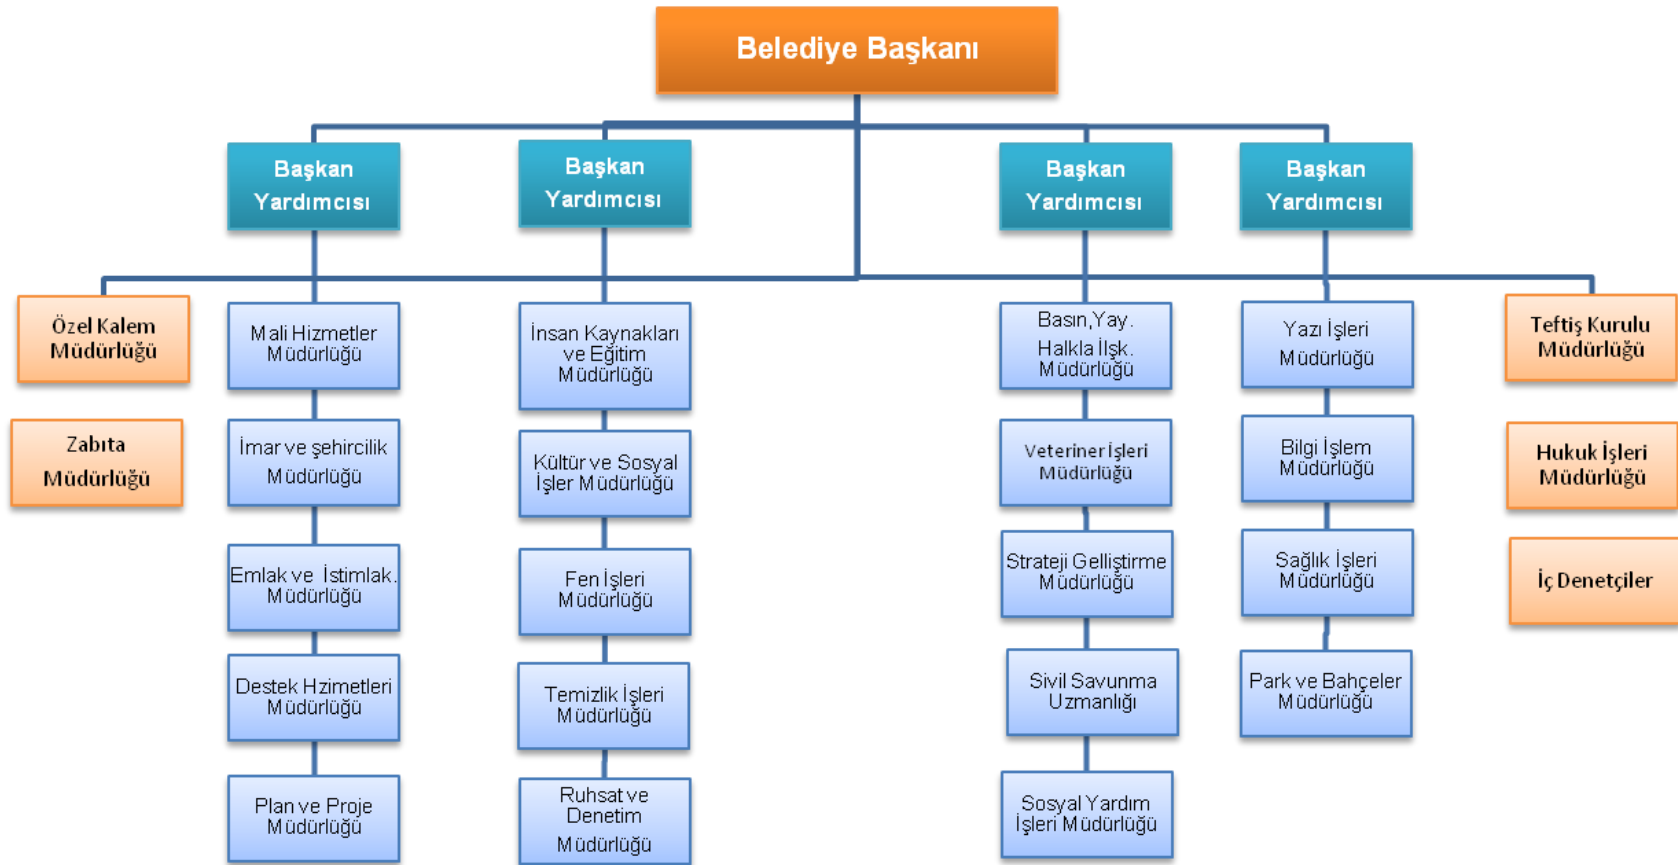 Belediye Başkanı
Başkan
Yardımcısı
Başkan
Yardımcısı
Başkan
Yardımcısı
Başkan
Yardımcısı
Özel Kalem
Müdürlüğü
Zabıta
Müdürlüğü
Mali Hizmetler
Müdürlüğü
İmar ve şehircilik
Müdürlüğü
Emlak ve İstimlak.
Müdürlüğü
Destek Hzimetleri
Müdürlüğü
Plan ve Proje
Müdürlüğü
İnsan Kaynakları
ve Eğitim
Müdürlüğü
Kültür ve Sosyal
İşler Müdürlüğü
Fen İşleri
Müdürlüğü
Temizlik İşleri
Müdürlüğü
Ruhsat ve
Denetim
Müdürlüğü
Basın,Yay.
Halkla İlşk.
Müdürlüğü
Veteriner İşleri
Müdürlüğü
Strateji Gelliştirme
Müdürlüğü
Sivil Savunma
Uzmanlığı
Sosyal Yardım
İşleri Müdürlüğü
Yazı İşleri
Müdürlüğü
Bilgi İşlem
Müdürlüğü
Sağlık İşleri
Müdürlüğü
Park ve Bahçeler
Müdürlüğü
Teftiş Kurulu
Müdürlüğü
Hukuk İşleri
Müdürlüğü
İç Denetçiler